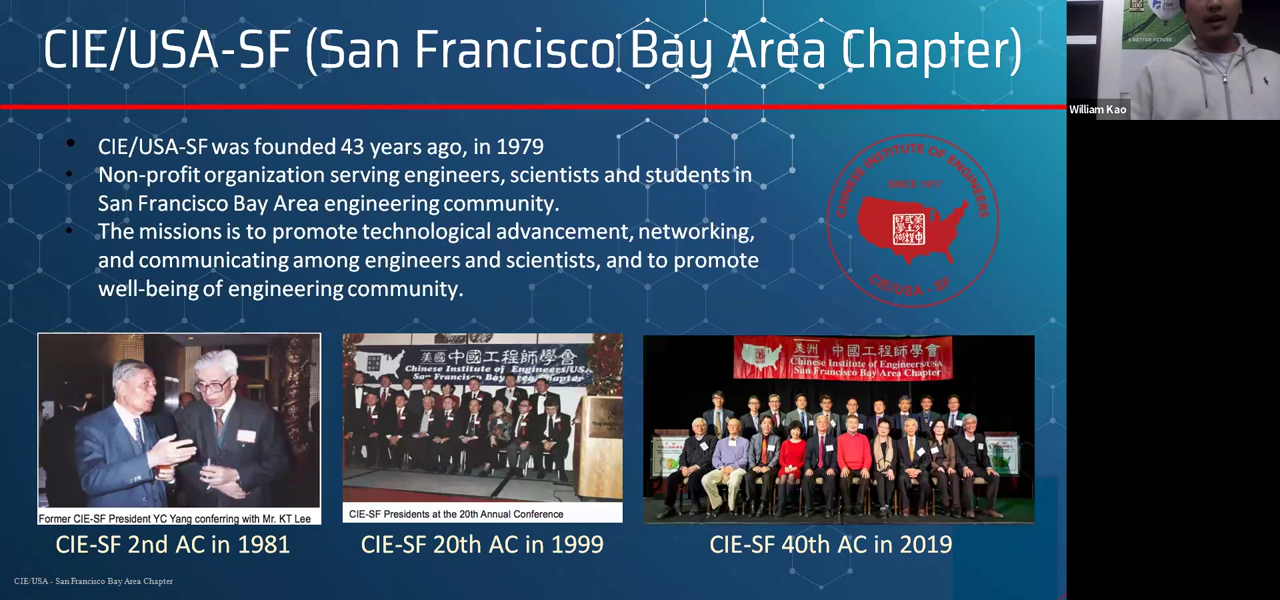 CIE/USA-SF (San Francisco Bay Area Chapter)
CIE/USA-SF was founded 43 years ago, in 1979
Non-profit organization serving engineers, scientists and students in
San Francisco Bay Area engineering community.
The missions is to promote technological advancement, networking,
and communicating among engineers and scientists, and to promote
well-being of engineering community.
CHINESE INSTITUTE OF ENGINEERS
SINCE 1917
CIE/USA - SF
美國 中國工程師學會
Chinese Institute of Engineers/USA
San Francisco Bay Area Chapter
美洲 中國工程師學會
Chinese Institute of Engineers/USA
San Francisco Bay Area Chapter
Former CIE-SF President YC Yang conferring with Mr. KT Lee
CIE-SF Presidents at the 20th Annual Conference
CIE-SF 2nd AC in 1981
CIE-SF 20th AC in 1999
CIE-SF 40th AC in 2019
CIE/USA - San Francisco Bay Area Chapter
A BETTER FUTURE
William Kao